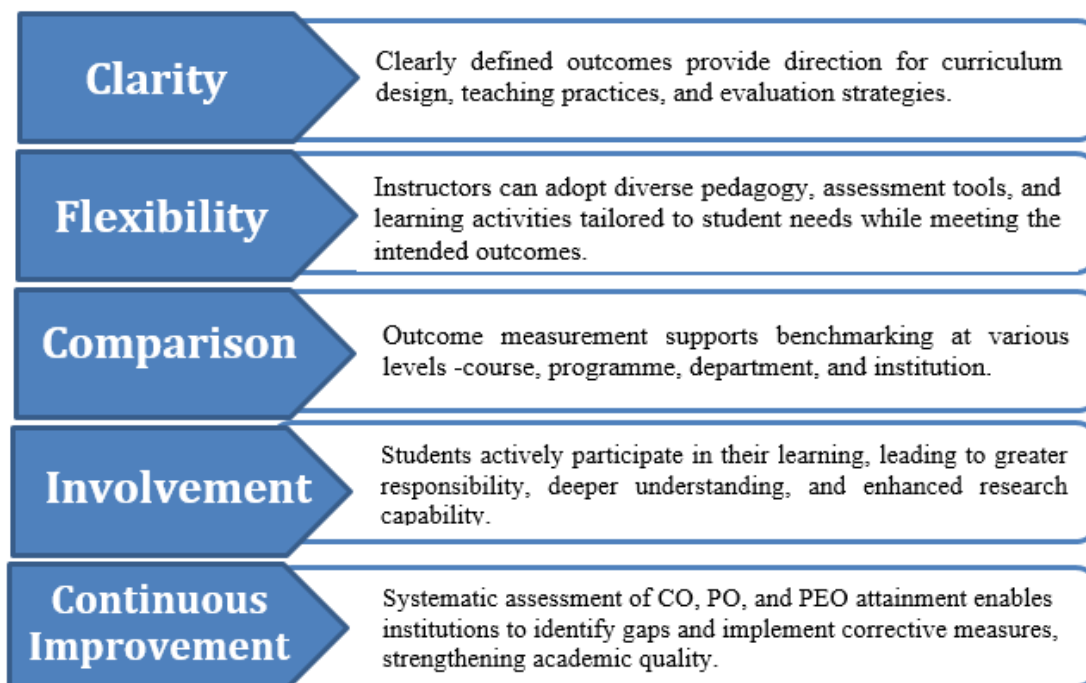 Clarity
Clearly defined outcomes provide direction for curriculum
design, teaching practices, and evaluation strategies.
Flexibility
Instructors can adopt diverse pedagogy, assessment tools, and
learning activities tailored to student needs while meeting the
intended outcomes.
Comparison
Outcome measurement supports benchmarking at various
levels -course, programme, department, and institution.
Involvement
Students actively participate in their learning, leading to greater
responsibility, deeper understanding, and enhanced research
capability.
Continuous
Improvement
Systematic assessment of CO, PO, and PEO attainment enables
institutions to identify gaps and implement corrective measures,
strengthening academic quality.